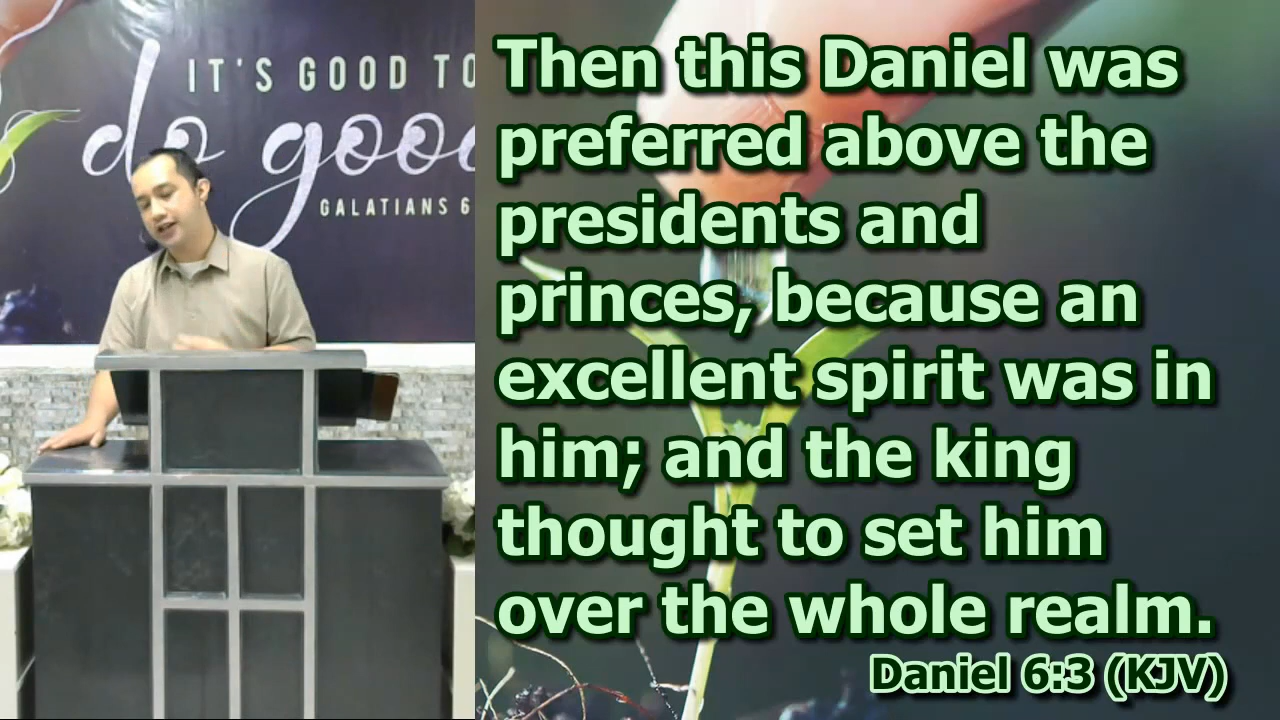 IT'S GOOD TO
do good
GALATIANS 6
Then this Daniel was
preferred above the
presidents and
princes, because an
excellent spirit was in
him; and the king
thought to set him
over the whole realm.
Daniel 6:3 (KJV)